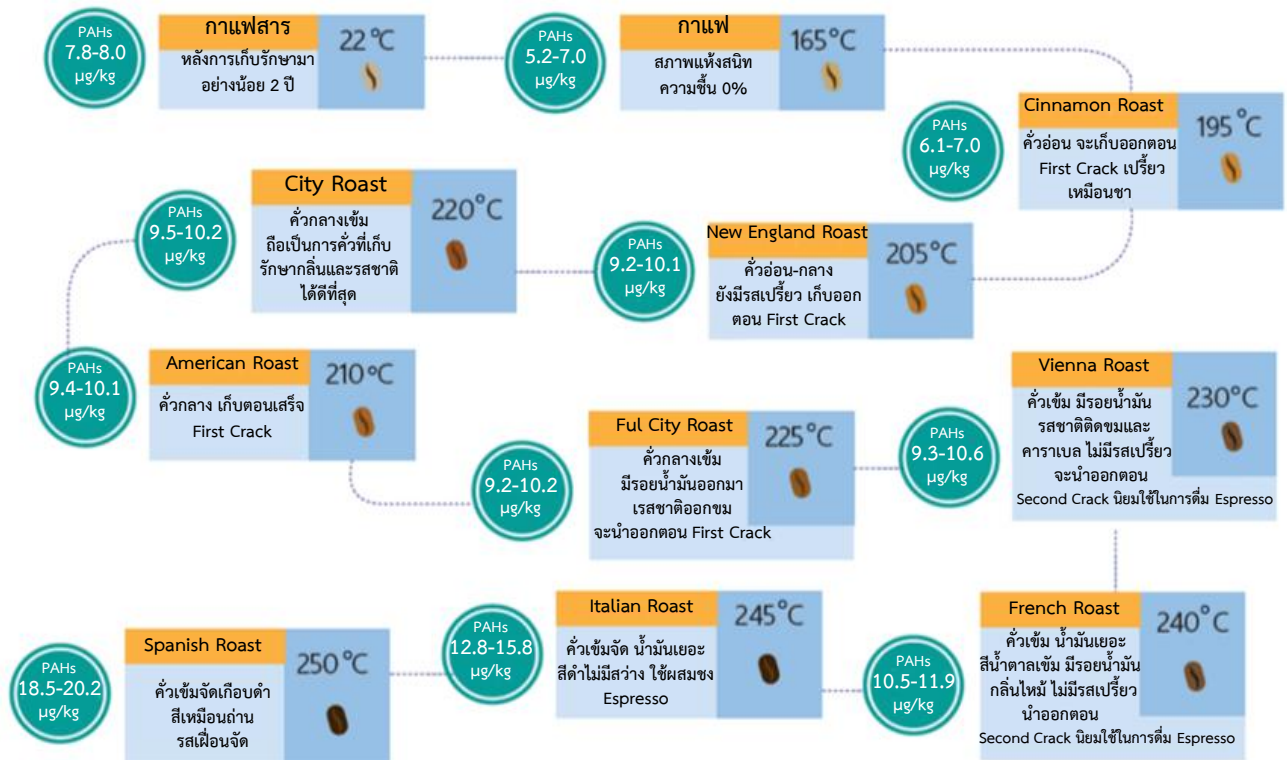 PAHs
7.8-8.0
µg/kg
กาแฟสาร
หลังการเก็บรักษามา
อย่างน้อย 2 ปี
22 °C
PAHs
5.2-7.0
µg/kg
กาแฟ
สภาพแห้งสนิท
ความชื้น 0%
165°C
PAHs
6.1-7.0
µg/kg
Cinnamon Roast
คั่วอ่อน จะเก็บออกตอน
First Crack เปรี้ยว
เหมือนชา
195 °C
PAHs
9.5-10.2
µg/kg
City Roast
คั่วกลางเข้ม
ถือเป็นการคั่วที่เก็บ
รักษากลิ่นและรสชาติ
ได้ดีที่สุด
220°C
PAHs
9.2-10.1
µg/kg
New England Roast
คั่วอ่อน-กลาง
ยังมีรสเปรี้ยว เก็บออก
ตอน First Crack
205°C
PAHs
9.4-10.1
µg/kg
American Roast
คั่วกลาง เก็บตอนเสร็จ
First Crack
210°C
PAHs
9.2-10.2
µg/kg
Ful City Roast
คั่วกลางเข้ม
มีรอยน้ำมันออกมา
เรสชาติออกขม
จะนำออกตอน First Crack
225°C
PAHs
9.3-10.6
µg/kg
Vienna Roast
คั่วเข้ม มีรอยน้ำมัน
รสชาติติดขมและ
คาราเบล ไม่มีรสเปรี้ยว
จะนำออกตอน
Second Crack นิยมใช้ในการดื่ม Espresso
230°C
PAHs
18.5-20.2
µg/kg
Spanish Roast
คั่วเข้มจัดเกือบดำ
สีเหมือนถ่าน
รสเฝื่อนจัด
250 °C
PAHs
12.8-15.8
µg/kg
Italian Roast
คั่วเข้มจัด น้ำมันเยอะ
สีดำไม่มีสว่าง ใช้ผสมชง
Espresso
245°C
PAHs
10.5-11.9
µg/kg
French Roast
คั่วเข้ม น้ำมันเยอะ
สีน้ำตาลเข้ม มีรอยน้ำมัน
กลิ่นไหม้ ไม่มีรสเปรี้ยว
นำออกตอน
Second Crack นิยมใช้ในการดื่ม Espresso
240°C